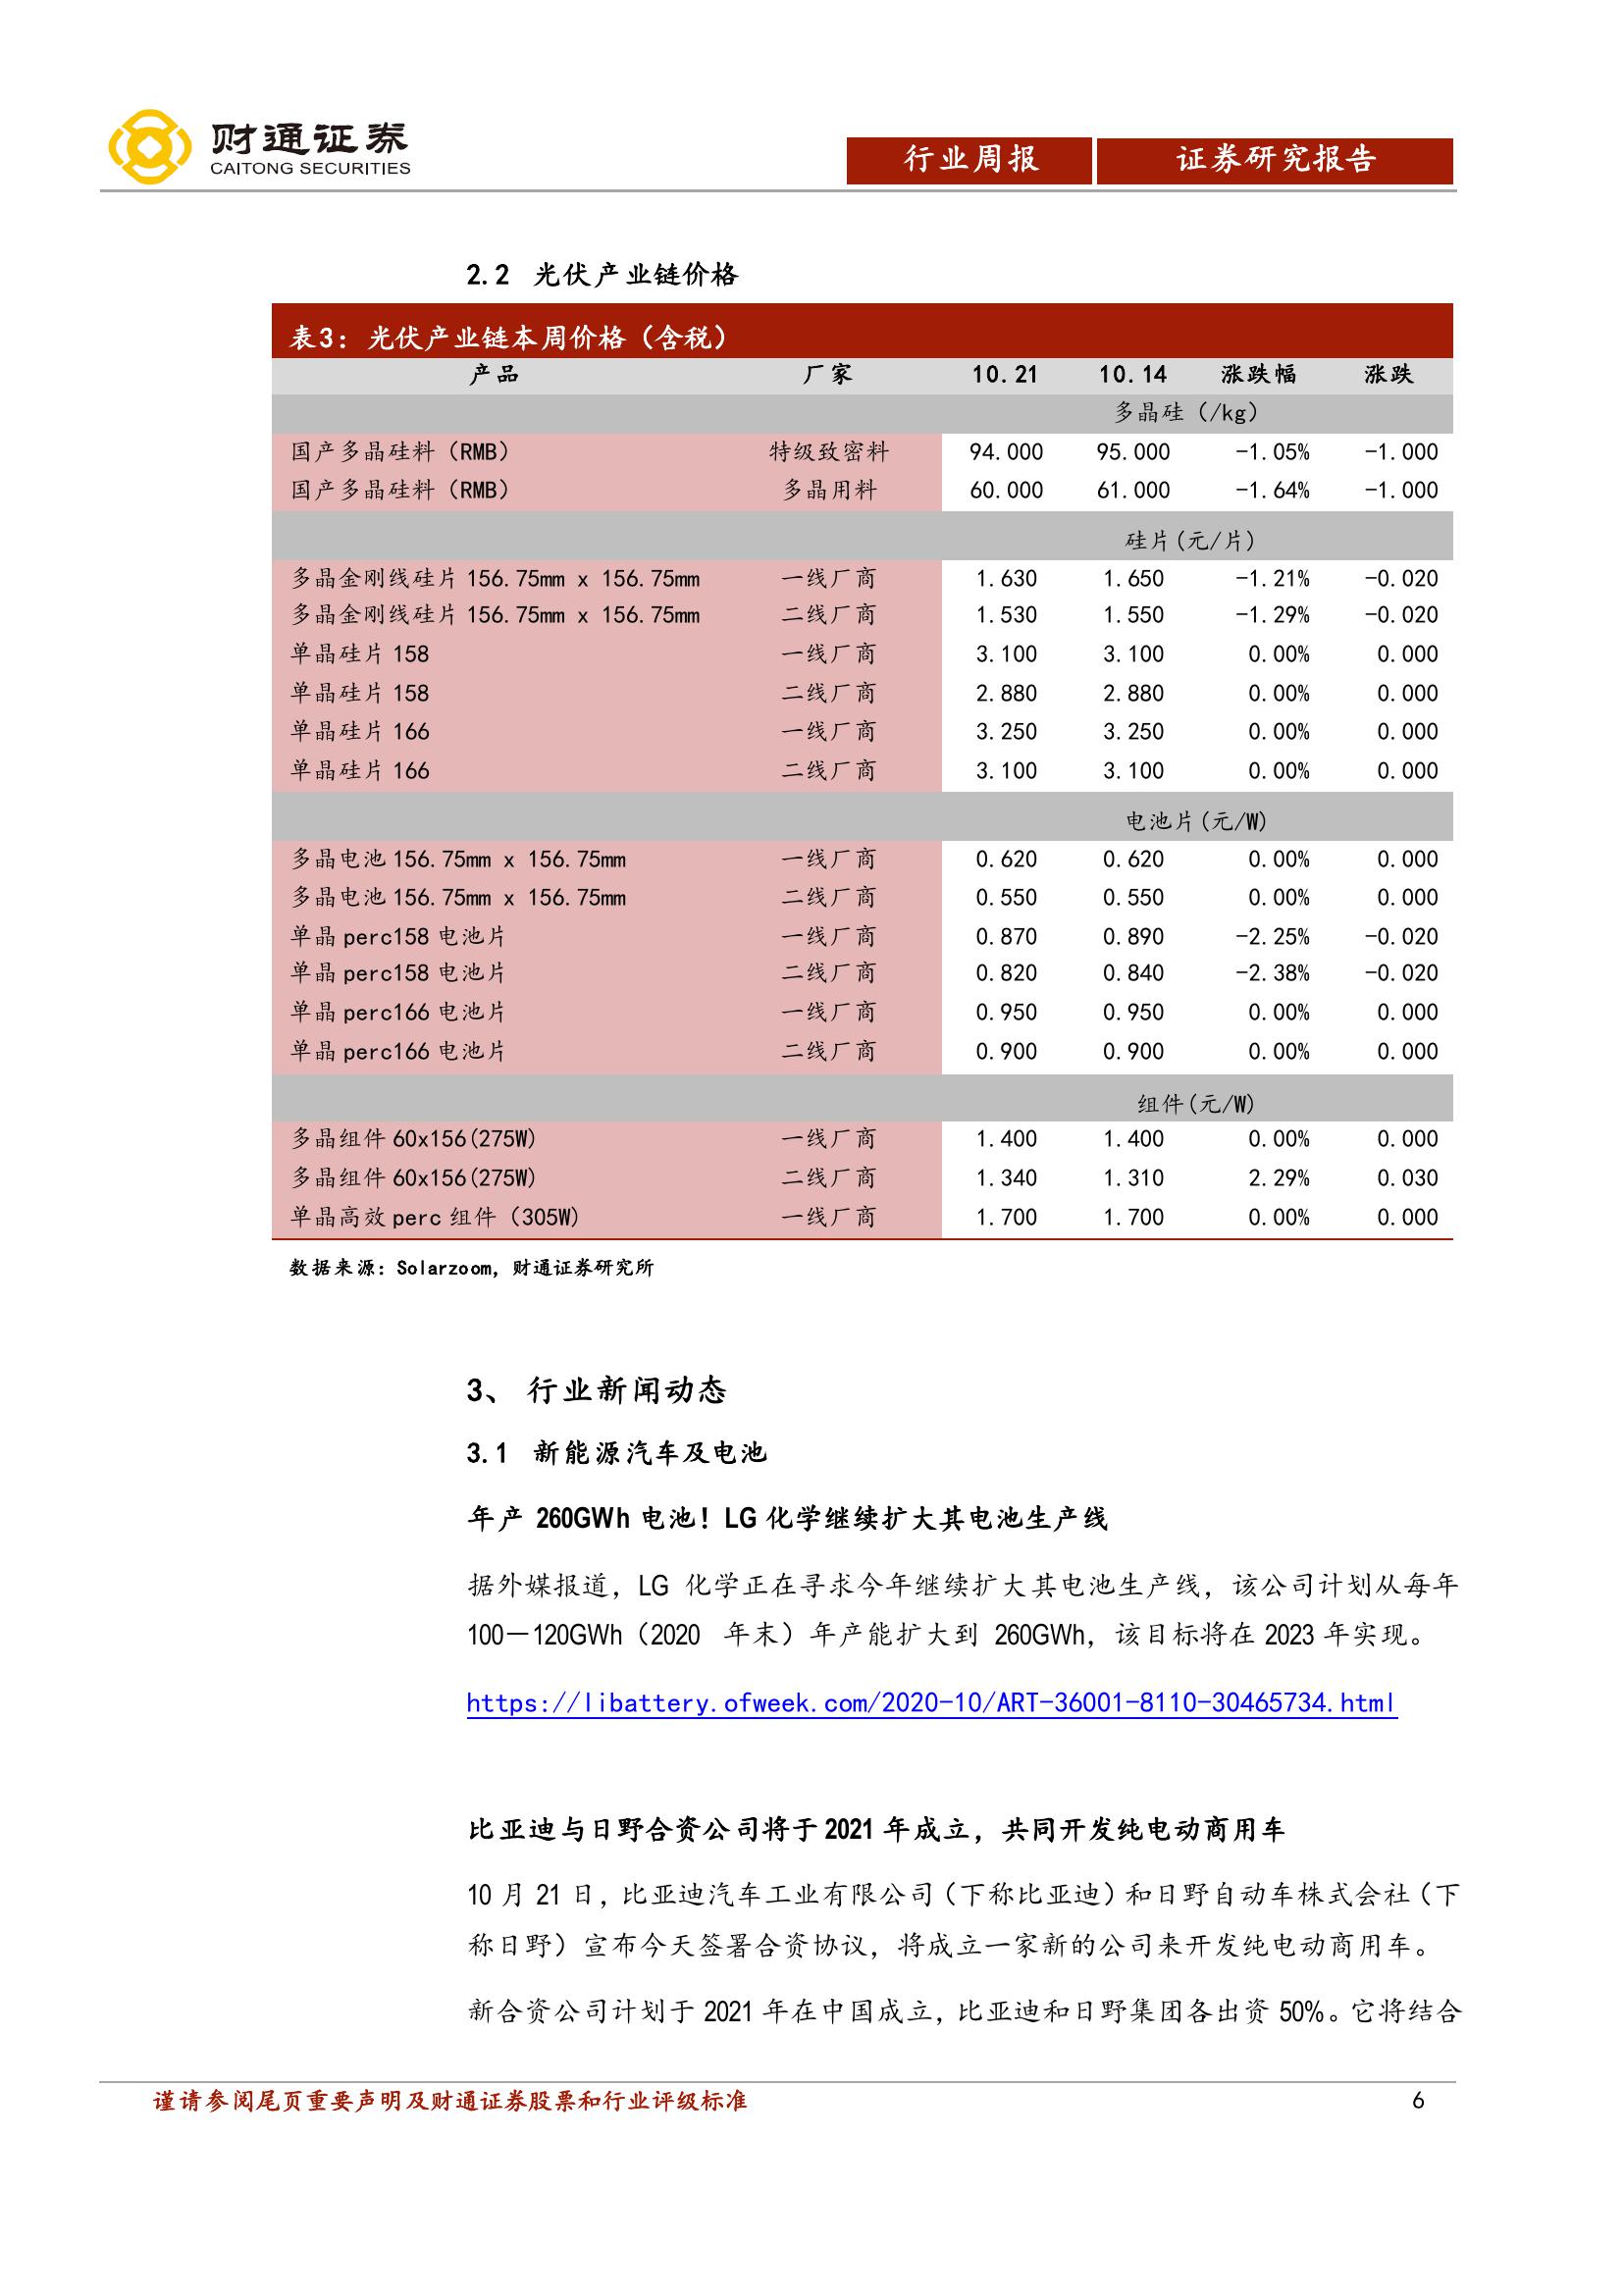 财通证券
CAITONG SECURITIES
行业周报 证券研究报告
2.2 光伏产业链价格
表3：光伏产业链本周价格（含税）
产品 厂家 10.21 10.14 涨跌幅 涨跌
多晶硅（/kg）
国产多晶硅料（RMB） 特级致密料 94.000 95.000 -1.05% -1.000
国产多晶硅料（RMB） 多晶用料 60.000 61.000 -1.64% -1.000
硅片(元/片)
多晶金刚线硅片 156.75mm x 156.75mm 一线厂商 1.630 1.650 -1.21% -0.020
多晶金刚线硅片 156.75mm x 156.75mm 二线厂商 1.530 1.550 -1.29% -0.020
单晶硅片 158 一线厂商 3.100 3.100 0.00% 0.000
单晶硅片 158 二线厂商 2.880 2.880 0.00% 0.000
单晶硅片 166 一线厂商 3.250 3.250 0.00% 0.000
单晶硅片 166 二线厂商 3.100 3.100 0.00% 0.000
电池片(元/W)
多晶电池 156.75mm x 156.75mm 一线厂商 0.620 0.620 0.00% 0.000
多晶电池 156.75mm x 156.75mm 二线厂商 0.550 0.550 0.00% 0.000
单晶 perc158 电池片 一线厂商 0.870 0.890 -2.25% -0.020
单晶 perc158 电池片 二线厂商 0.820 0.840 -2.38% -0.020
单晶 perc166 电池片 一线厂商 0.950 0.950 0.00% 0.000
单晶 perc166 电池片 二线厂商 0.900 0.900 0.00% 0.000
组件(元/W)
多晶组件 60x156(275W) 一线厂商 1.400 1.400 0.00% 0.000
多晶组件 60x156(275W) 二线厂商 1.340 1.310 2.29% 0.030
单晶高效 perc 组件（305W） 一线厂商 1.700 1.700 0.00% 0.000
数据来源：Solarzoom，财通证券研究所
3、 行业新闻动态
3.1 新能源汽车及电池
年产 260GWh 电池！LG 化学继续扩大其电池生产线
据外媒报道，LG 化学正在寻求今年继续扩大其电池生产线，该公司计划从每年
100－120GWh（2020 年末）年产能扩大到 260GWh，该目标将在 2023 年实现。
https://libattery.ofweek.com/2020-10/ART-36001-8110-30465734.html
比亚迪与日野合资公司将于 2021 年成立，共同开发纯电动商用车
10 月 21 日，比亚迪汽车工业有限公司（下称比亚迪）和日野自动车株式会社（下
称日野）宣布今天签署合资协议，将成立一家新的公司来开发纯电动商用车。
新合资公司计划于 2021 年在中国成立，比亚迪和日野集团各出资 50%。它将结合
谨请参阅尾页重要声明及财通证券股票和行业评级标准 6